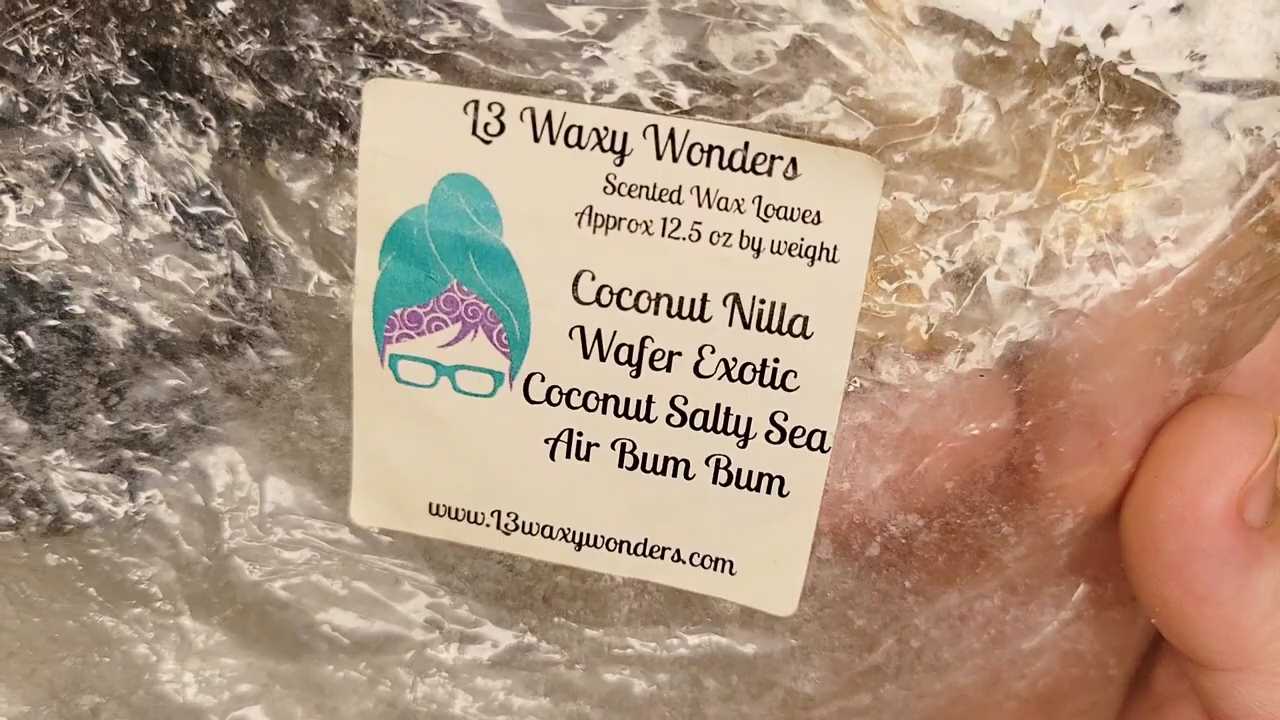 L3 Waxy Wonders
Scented Wax Loaves
Approx 12.5 oz by weight
Coconut Nilla
Wafer Exotic
Coconut Salty Sea
Air Bum Bum
www.L3waxywonders.com